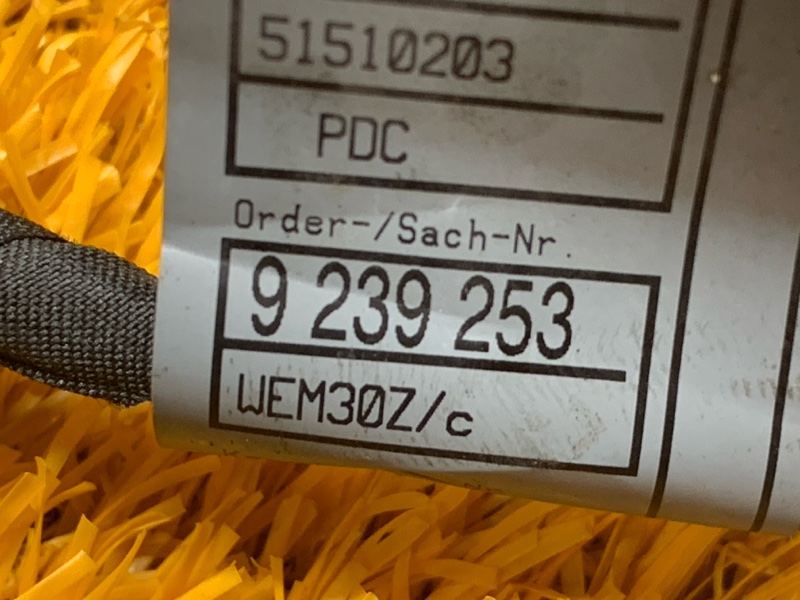 51510203
PDC
Order-/Sach-Nr.
9 239 253
WEM30Z/c